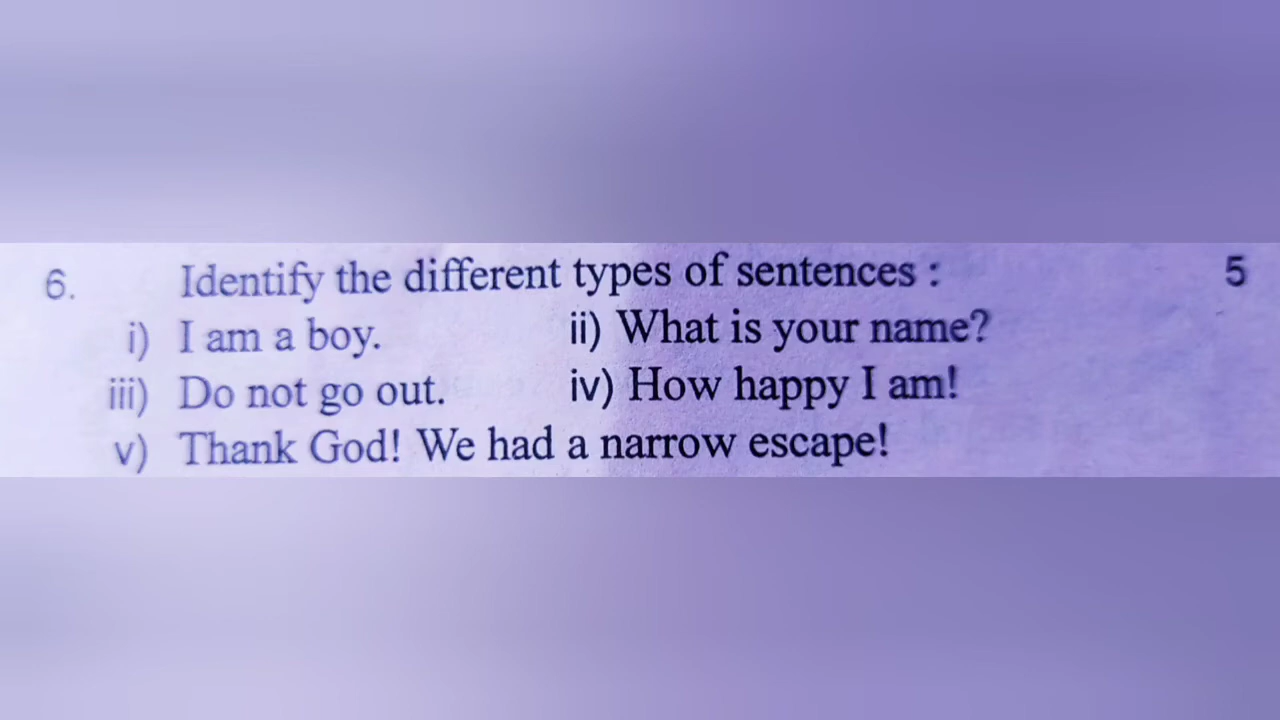 6. Identify the different types of sentences : 5
i) I am a boy. ii) What is your name?
iii) Do not go out. iv) How happy I am!
v) Thank God! We had a narrow escape!